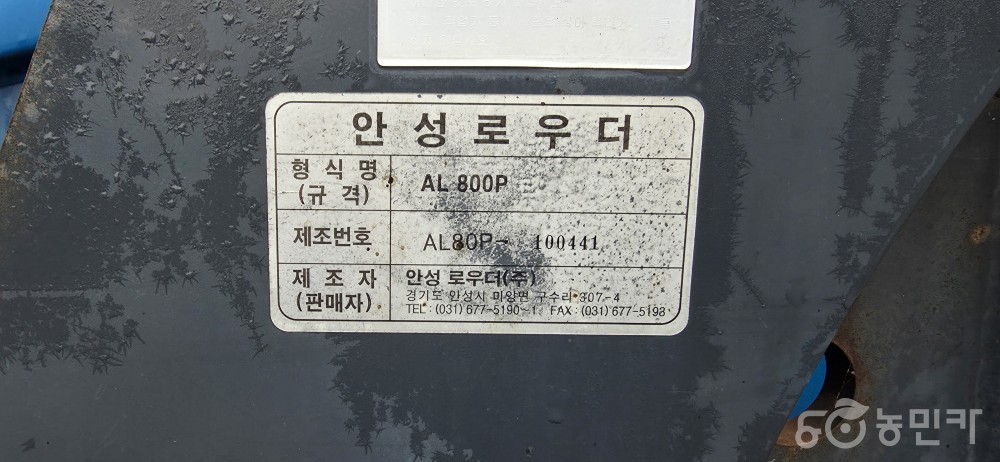 안성로우더
형식명
(규격)
AL 800P
제조번호
AL80P- 100441
제조자
(판매자)
안성 로우더(주)
경기도 안성시 미양면 구수리 307-4
TEL : (031) 677-5190~1 FAX : (031) 677-5193
농민카